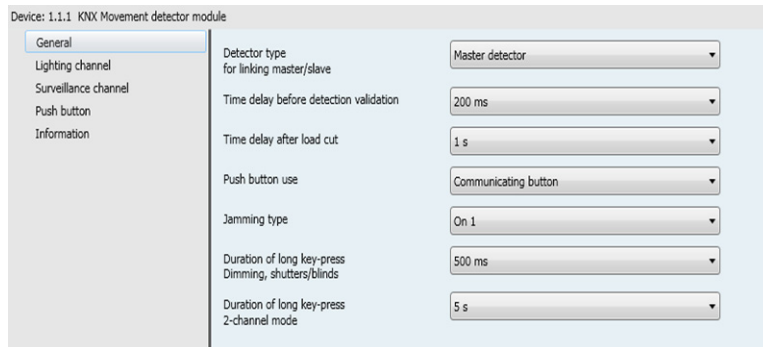 Device: 1.1.1 KNX Movement detector module
General
Lighting channel
Surveillance channel
Push button
Information
Detector type
for linking master/slave
Master detector
Time delay before detection validation
200 ms
Time delay after load cut
1 s
Push button use
Communicating button
Jamming type
On 1
Duration of long key-press
Dimming, shutters/blinds
500 ms
Duration of long key-press
2-channel mode
5 s